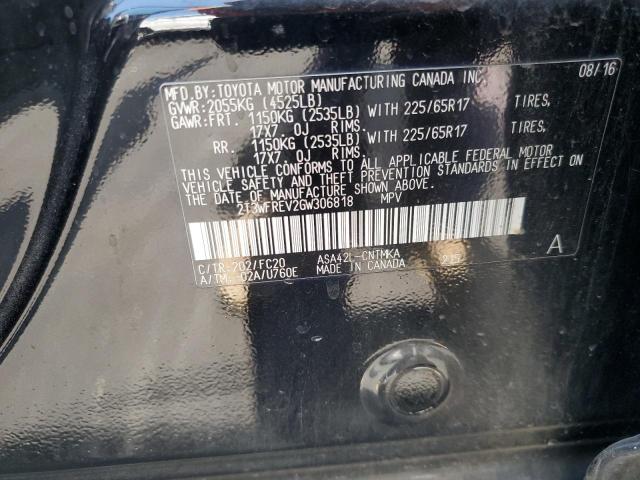 MFD.BY:TOYOTA MOTOR MANUFACTURING CANADA INC. 08/16
GVWR:2055KG (4525LB)
GAWR:FRT. 1150KG (2535LB) WITH 225/65R17 TIRES,
17X7 OJ RIMS.
RR. 1150KG (2535LB) WITH 225/65R17 TIRES,
17X7 OJ RIMS.
THIS VEHICLE CONFORMS TO ALL APPLICABLE FEDERAL MOTOR
VEHICLE SAFETY AND THEFT PREVENTION STANDARDS IN EFFECT ON
THE DATE OF MANUFACTURE SHOWN ABOVE.
2T3WFREV2GW306818 MPV
A
C/TR:202/FC20 ASA42L-CNTMKA
A/TM:-02A/U760E MADE IN CANADA